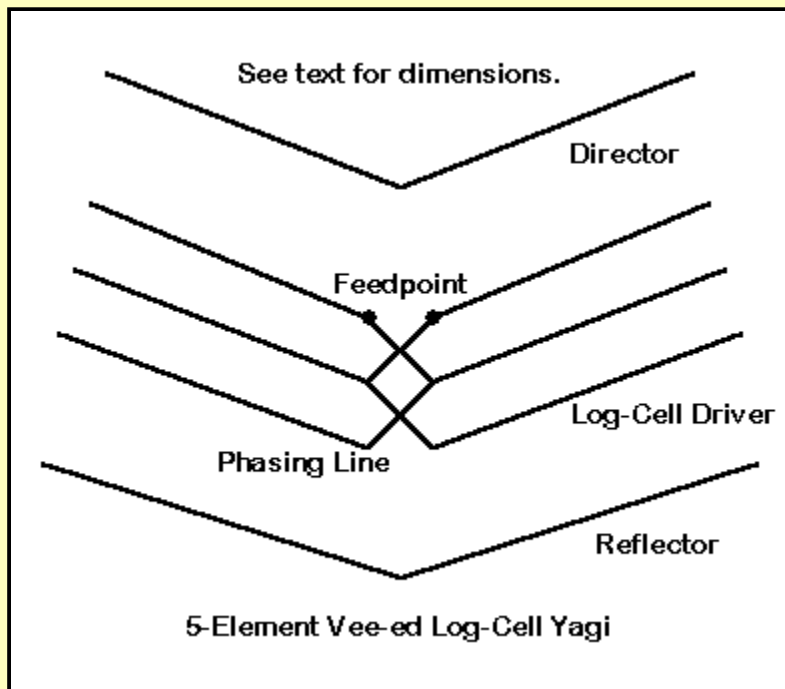 See text for dimensions.
Director
Feedpoint
Log-Cell Driver
Phasing Line
Reflector
5-Element Vee-ed Log-Cell Yagi